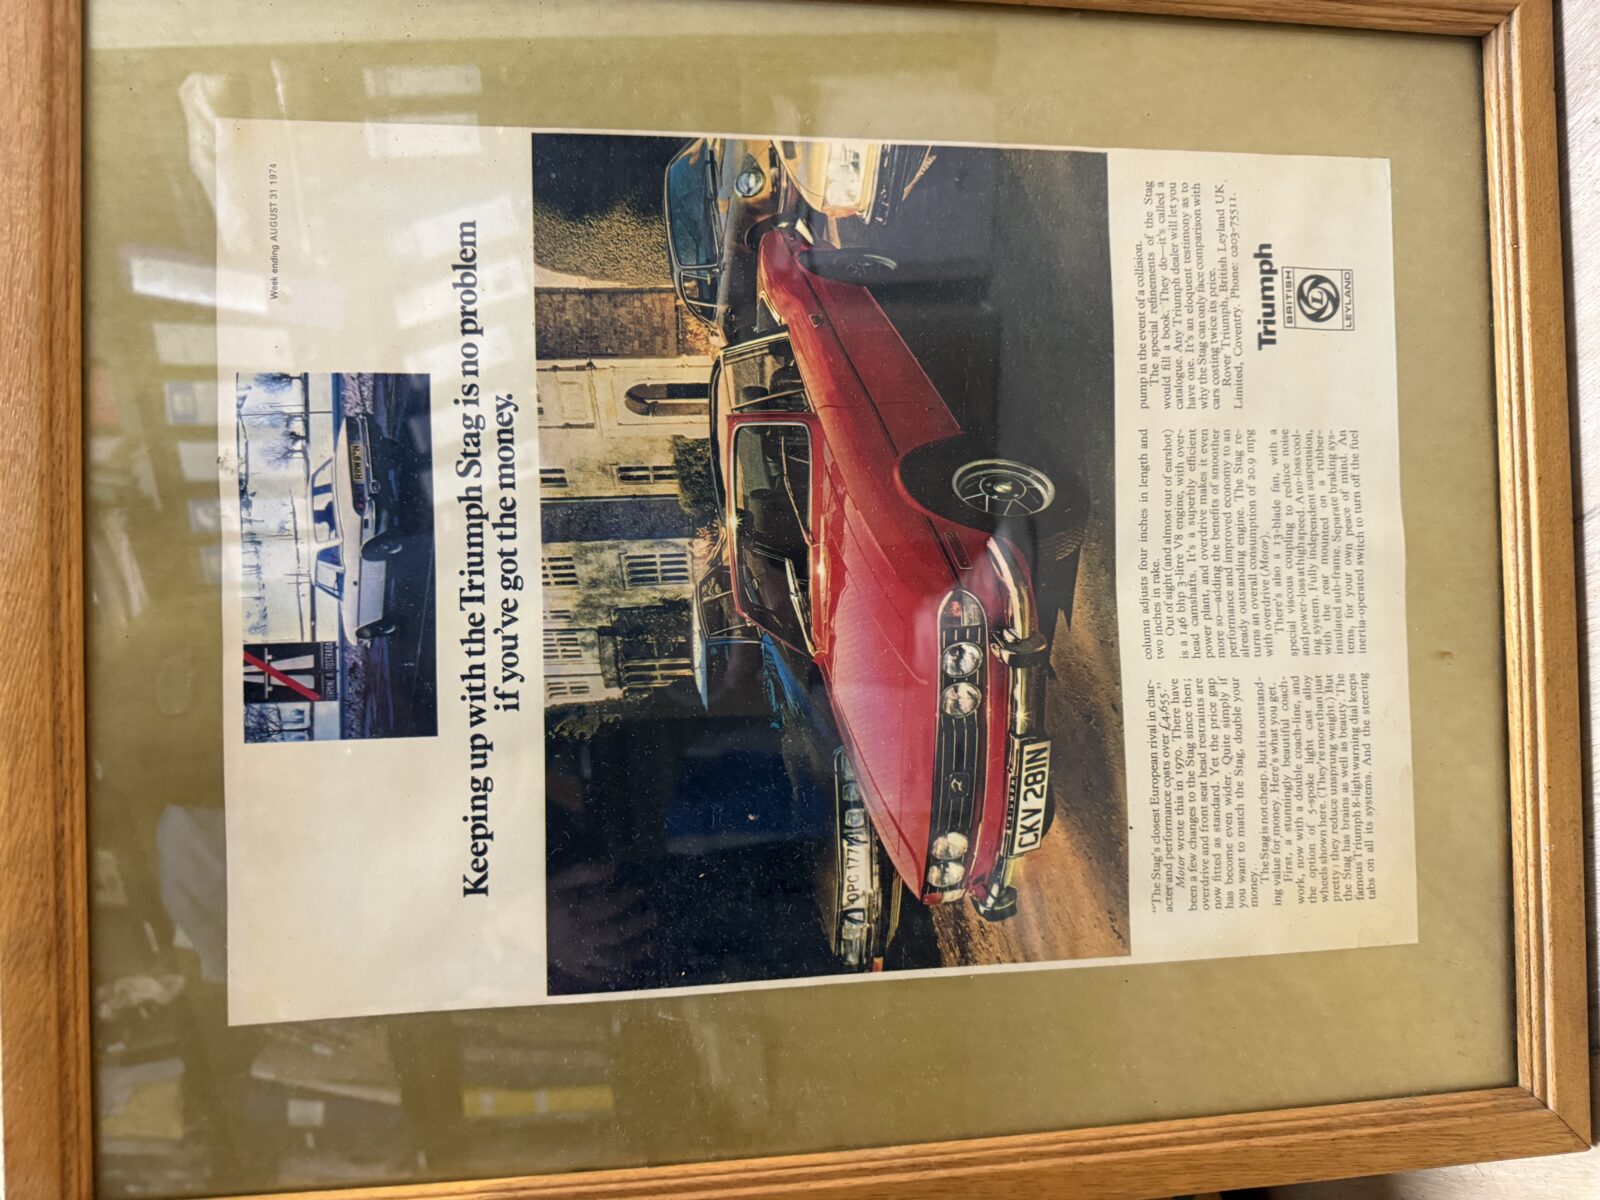 Week ending AUGUST 31 1974
RRW 97N
Keeping up with the Triumph Stag is no problem
if you've got the money.
OPC 177M
CKV 281N
“The Stag's closest European rival in char-
acter and performance costs over £4,655.”
Motor wrote this in 1970. There have
been a few changes to the Stag since then;
overdrive and front seat head restraints are
now fitted as standard. Yet the price gap
has become even wider. Quite simply if
you want to match the Stag, double your
money.
The Stag is not cheap. But it is outstand-
ing value for money. Here's what you get.
First, a stunningly beautiful coach-
work, now with a double coach-line, and
the option of 5-spoke light cast alloy
wheels shown here. (They're more than just
pretty; they reduce unsprung weight.) But
the Stag has brains as well as beauty. The
famous Triumph 8-light warning dial keeps
tabs on all its systems. And the steering
column adjusts four inches in length and
two inches in rake.
Out of sight (and almost out of earshot)
is a 146 bhp 3-litre V8 engine, with over-
head camshafts. It's a superbly efficient
power plant, and overdrive makes it even
more so—adding the benefits of smoother
performance and improved economy to an
already outstanding engine. The Stag re-
turns an overall consumption of 20.9 mpg
with overdrive (Motor).
There's also a 13-blade fan, with a
special viscous coupling to reduce noise
and power-loss at high speed. A no-loss cool-
ing system. Fully independent suspension,
with the rear mounted on a rubber-
insulated sub-frame. Separate braking sys-
tems, for your own peace of mind. An
inertia-operated switch to turn off the fuel
pump in the event of a collision.
The special refinements of the Stag
would fill a book. They do—it's called a
catalogue. Any Triumph dealer will let you
have one. It's an eloquent testimony as to
why the Stag can only face comparison with
cars costing twice its price.
Rover Triumph, British Leyland UK
Limited, Coventry. Phone: 0203-75511.
Triumph
BRITISH
L
LEYLAND